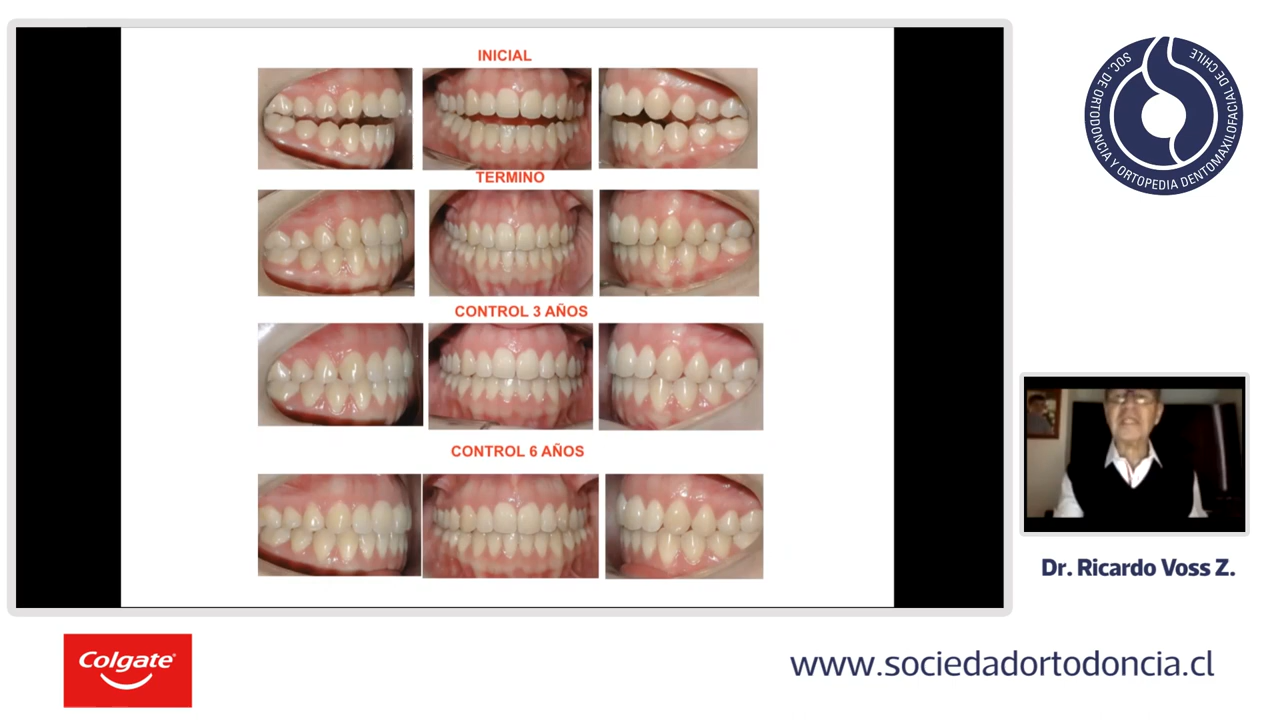 INICIAL
TERMINO
CONTROL 3 AÑOS
CONTROL 6 AÑOS
SOC. DE ORTODONCIA Y ORTOPEDIA DENTOMAXILOFACIAL DE CHILE
Dr. Ricardo Voss Z.
Colgate®
www.sociedadortodoncia.cl